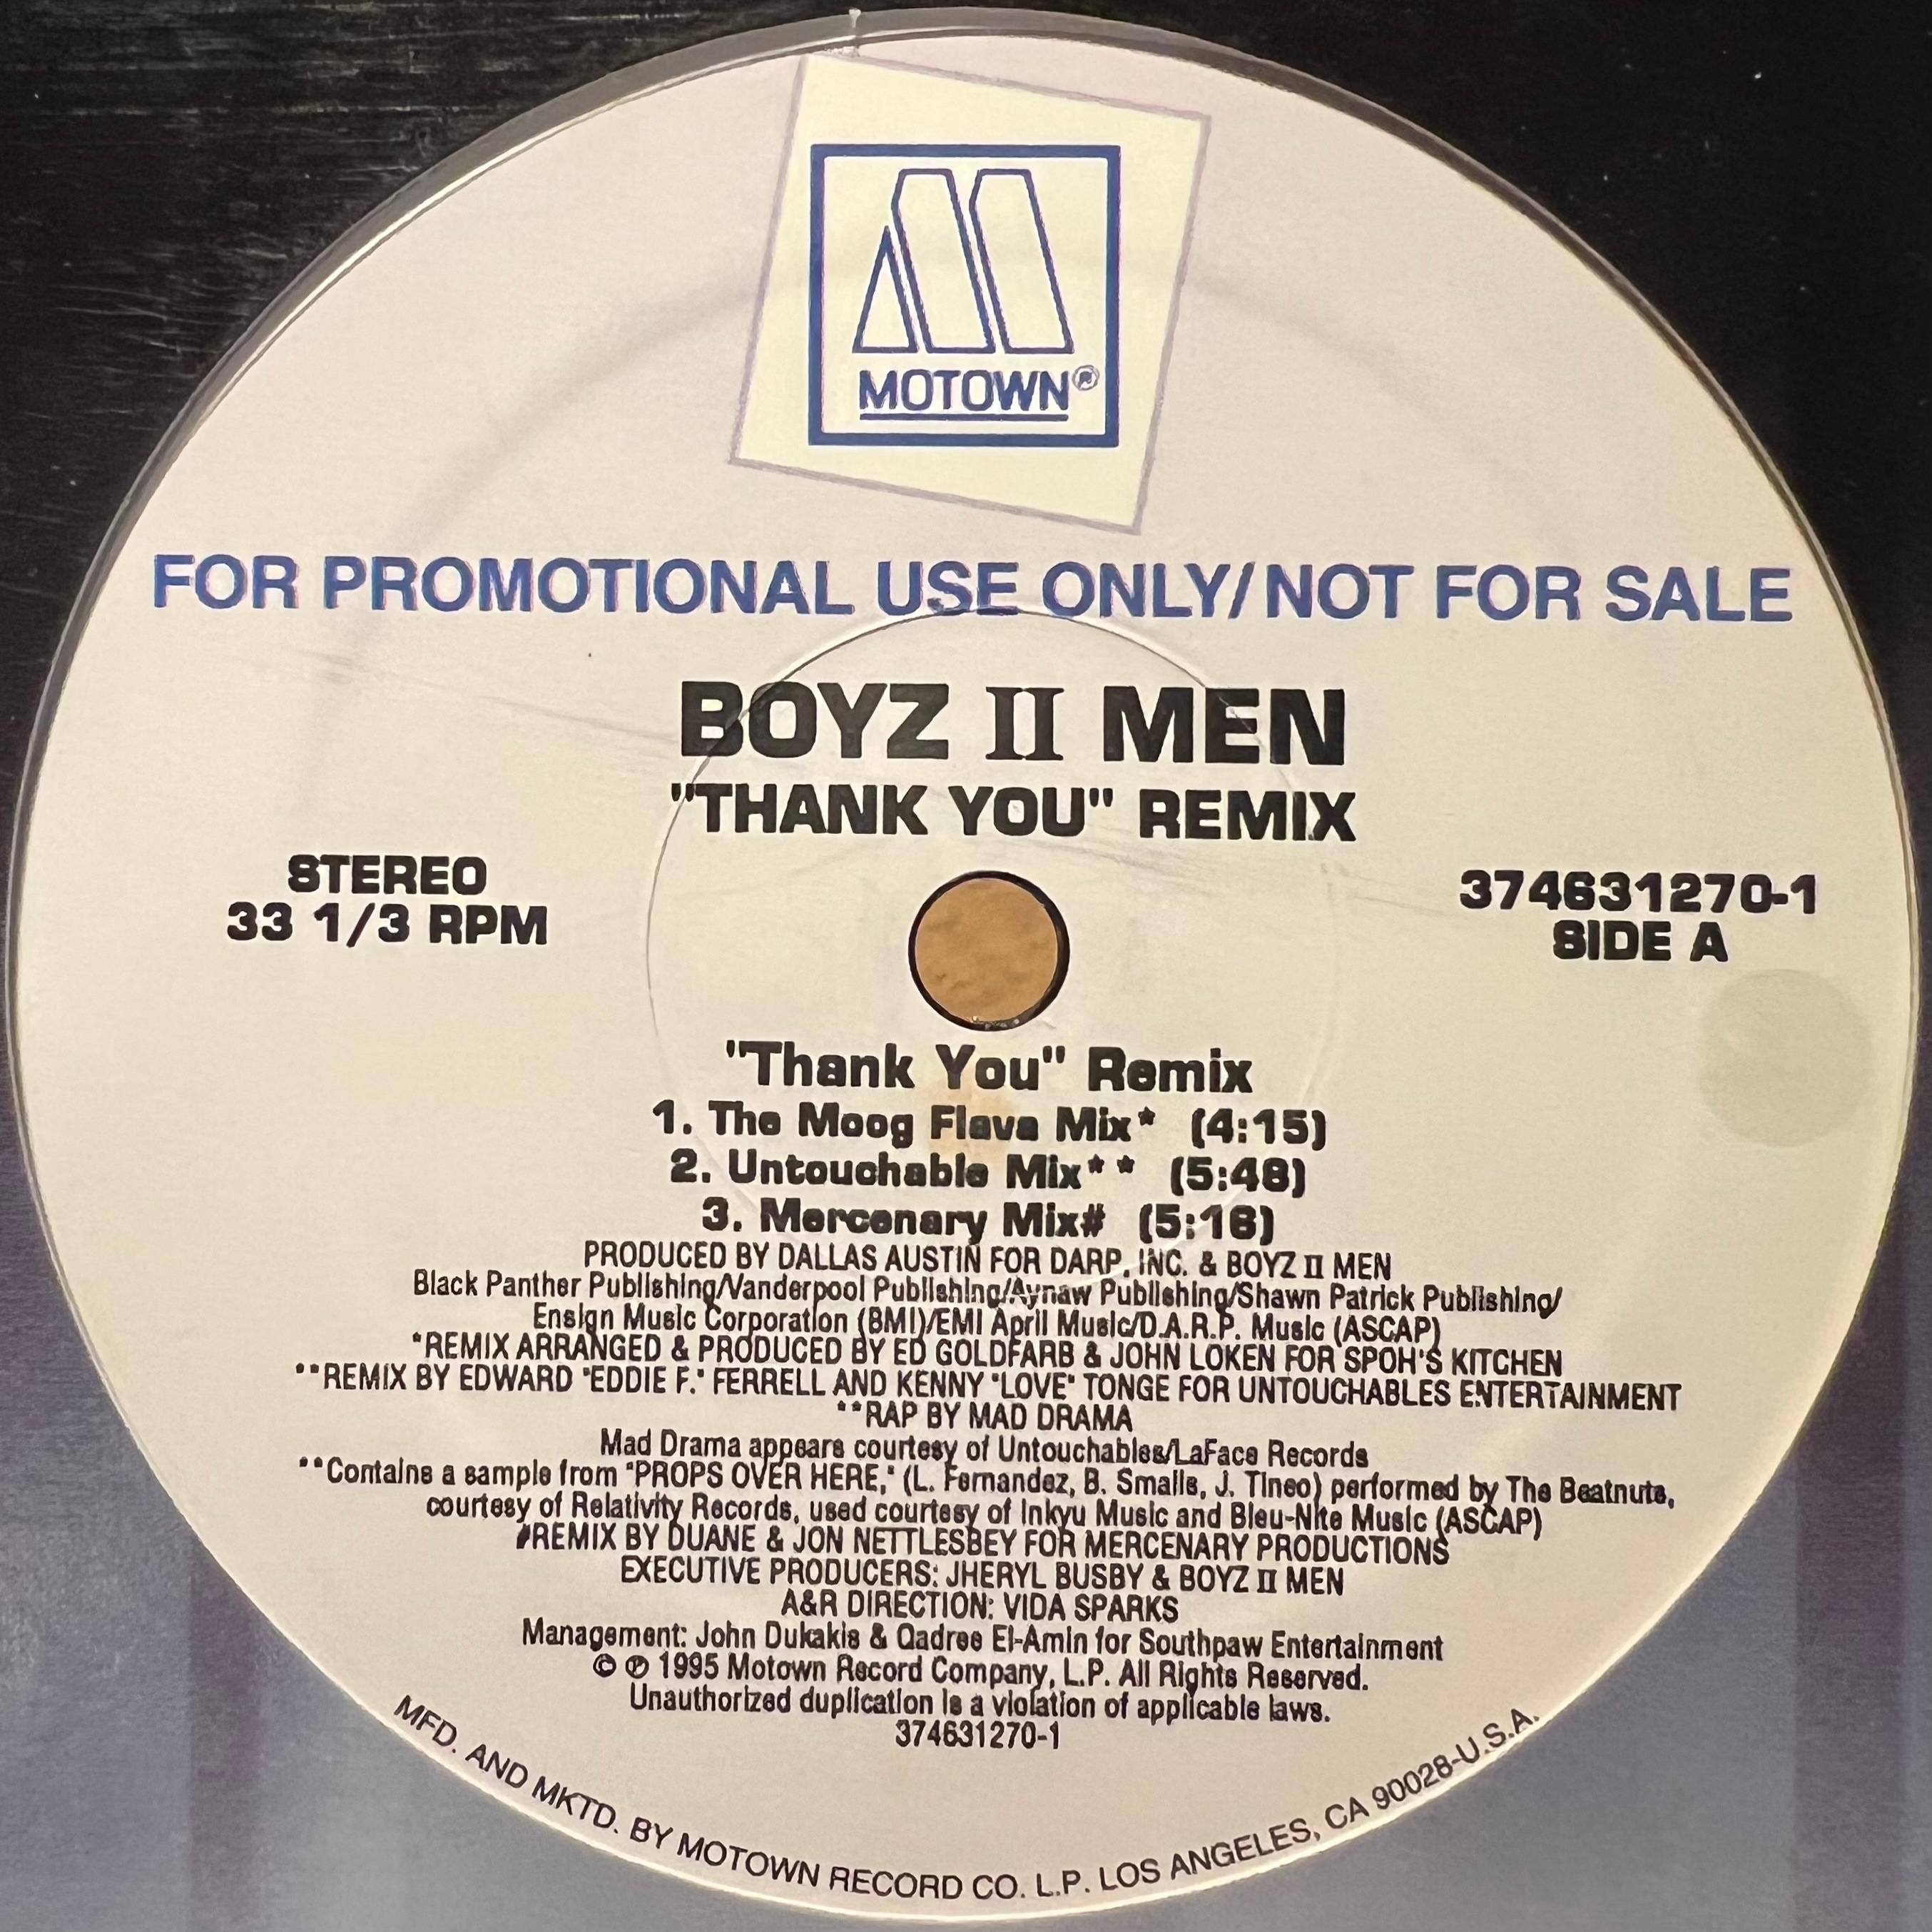 MOTOWN®
FOR PROMOTIONAL USE ONLY/NOT FOR SALE
BOYZ II MEN
"THANK YOU" REMIX
STEREO
33 1/3 RPM
374631270-1
SIDE A
"Thank You" Remix
1. The Moog Flava Mix* (4:15)
2. Untouchable Mix** (5:48)
3. Mercenary Mix# (5:16)
PRODUCED BY DALLAS AUSTIN FOR DARP, INC. & BOYZ II MEN
Black Panther Publishing/Vanderpool Publishing/Aynaw Publishing/Shawn Patrick Publishing/
Ensign Music Corporation (BMI)/EMI April Music/D.A.R.P. Music (ASCAP)
*REMIX ARRANGED & PRODUCED BY ED GOLDFARB & JOHN LOKEN FOR SPOH'S KITCHEN
**REMIX BY EDWARD "EDDIE F." FERRELL AND KENNY "LOVE" TONGE FOR UNTOUCHABLES ENTERTAINMENT
**RAP BY MAD DRAMA
Mad Drama appears courtesy of Untouchables/LaFace Records
**Contains a sample from "PROPS OVER HERE," (L. Fernandez, B. Smalls, J. Tineo) performed by The Beatnuts,
courtesy of Relativity Records, used courtesy of Inkyu Music and Bleu-Nite Music (ASCAP)
#REMIX BY DUANE & JON NETTLESBEY FOR MERCENARY PRODUCTIONS
EXECUTIVE PRODUCERS: JHERYL BUSBY & BOYZ II MEN
A&R DIRECTION: VIDA SPARKS
Management: John Dukakis & Qadree El-Amin for Southpaw Entertainment
© ℗ 1995 Motown Record Company, L.P. All Rights Reserved.
Unauthorized duplication is a violation of applicable laws.
374631270-1
MFD. AND MKTD. BY MOTOWN RECORD CO. L.P. LOS ANGELES, CA 90028-U.S.A.